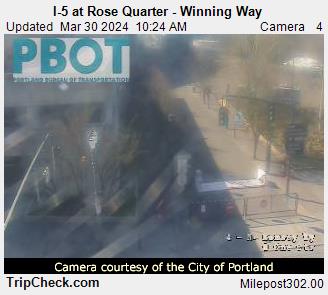 I-5 at Rose Quarter - Winning Way
Updated Mar 30 2024 10:24 AM Camera 4
PBOT
PORTLAND BUREAU OF TRANSPORTATION
Camera courtesy of the City of Portland
TripCheck.com Milepost302.00